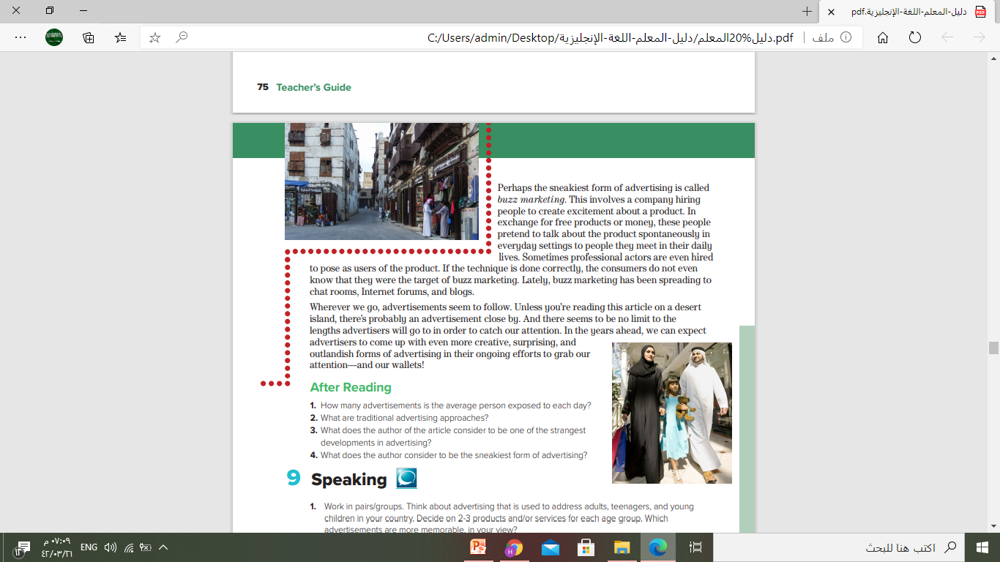 دليل-المعلم-اللغة-الإنجليزية.pdf
ملف
C:/Users/admin/Desktop/دليل%20المعلم/دليل-المعلم-اللغة-الإنجليزية.pdf
75 Teacher's Guide
Perhaps the sneakiest form of advertising is called
buzz marketing. This involves a company hiring
people to create excitement about a product. In
exchange for free products or money, these people
pretend to talk about the product spontaneously in
everyday settings to people they meet in their daily
lives. Sometimes professional actors are even hired
to pose as users of the product. If the technique is done correctly, the consumers do not even
know that they were the target of buzz marketing. Lately, buzz marketing has been spreading to
chat rooms, Internet forums, and blogs.
Wherever we go, advertisements seem to follow. Unless you're reading this article on a desert
island, there's probably an advertisement close by. And there seems to be no limit to the
lengths advertisers will go to in order to catch our attention. In the years ahead, we can expect
advertisers to come up with even more creative, surprising, and
outlandish forms of advertising in their ongoing efforts to grab our
attention—and our wallets!
After Reading
1. How many advertisements is the average person exposed to each day?
2. What are traditional advertising approaches?
3. What does the author of the article consider to be one of the strangest
developments in advertising?
4. What does the author consider to be the sneakiest form of advertising?
9 Speaking
1. Work in pairs/groups. Think about advertising that is used to address adults, teenagers, and young
children in your country. Decide on 2-3 products and/or services for each age group. Which
advertisements are more memorable, in your view?
اكتب هنا للبحث
ENG
٠٧:٠٩ م
٤٢/٠٣/٢١